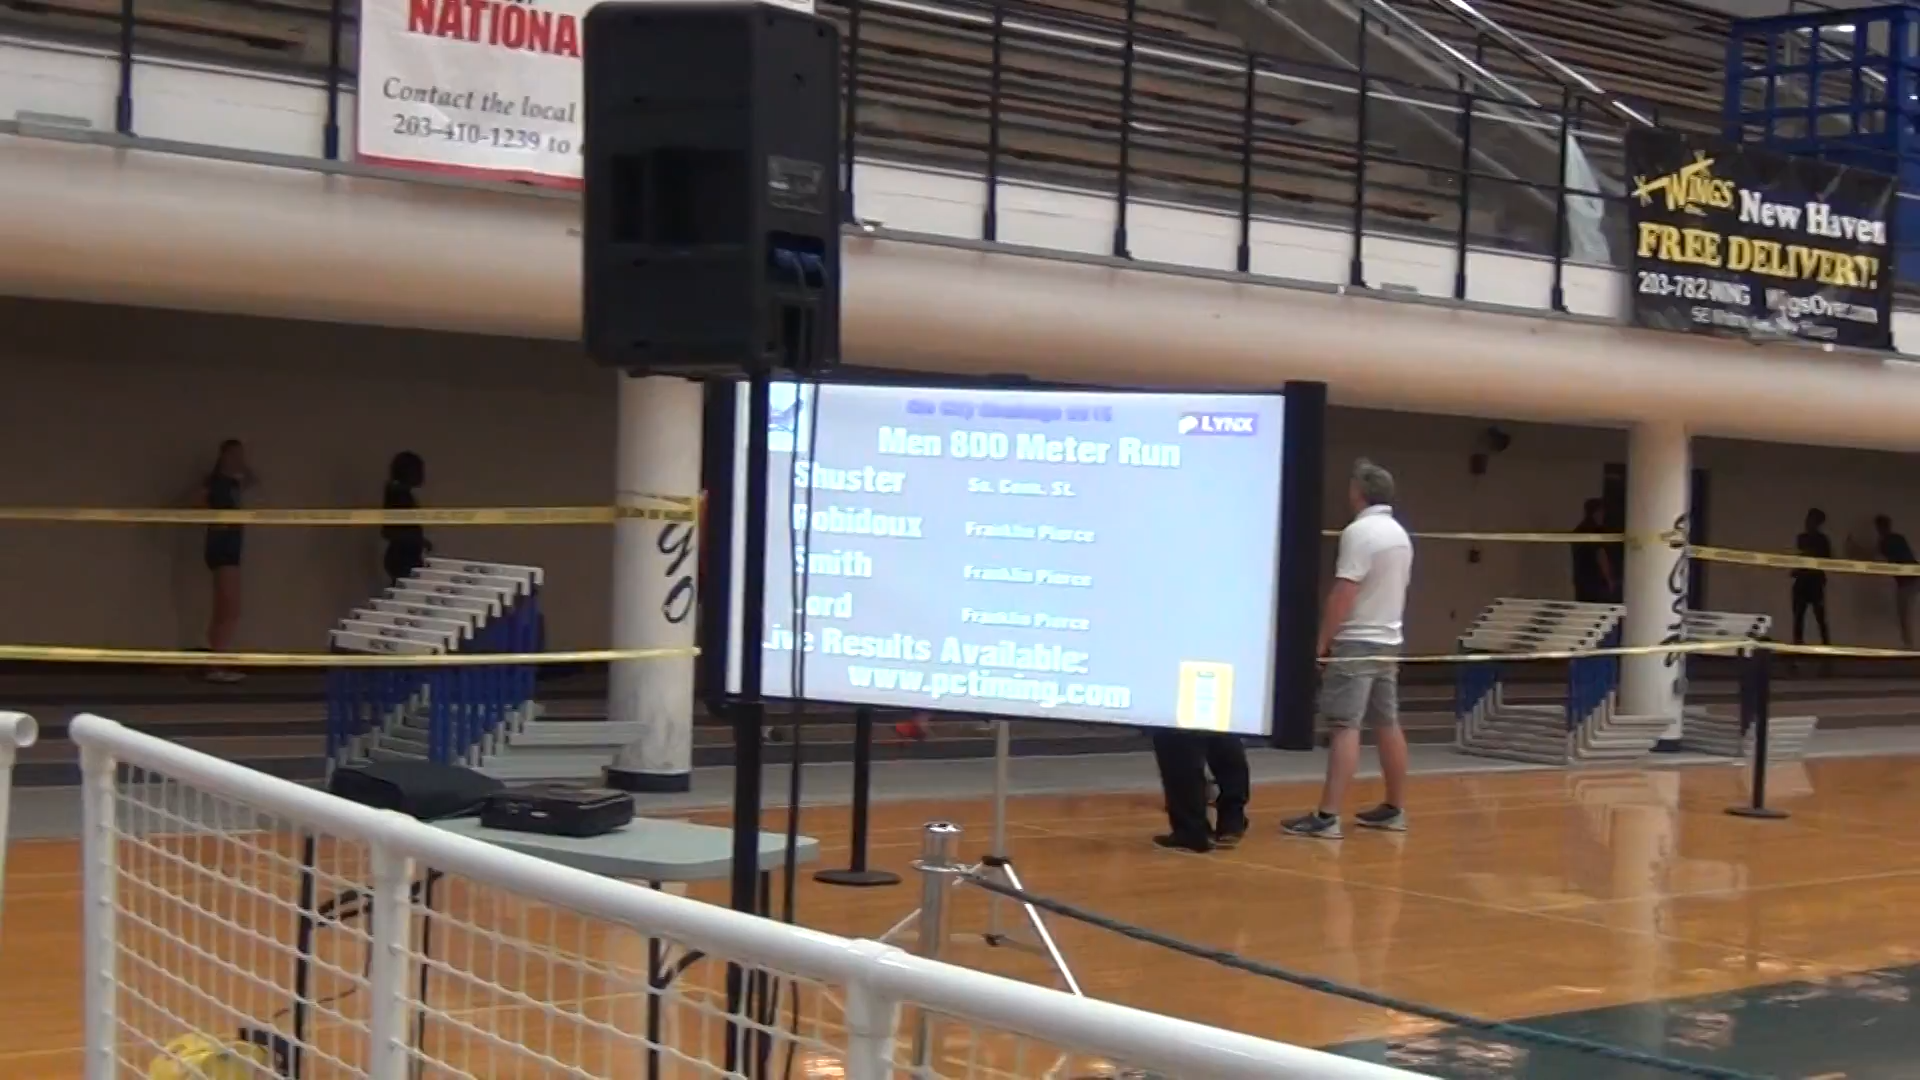 NATIONA
Contact the local
203-410-1239 to
WINGS New Haven
FREE DELIVERY!
203-782-WING
LYNX
Men 800 Meter Run
Shuster So. Conn. St.
Robidoux Franklin Pierce
Smith Franklin Pierce
ord Franklin Pierce
Live Results Available:
www.pctiming.com